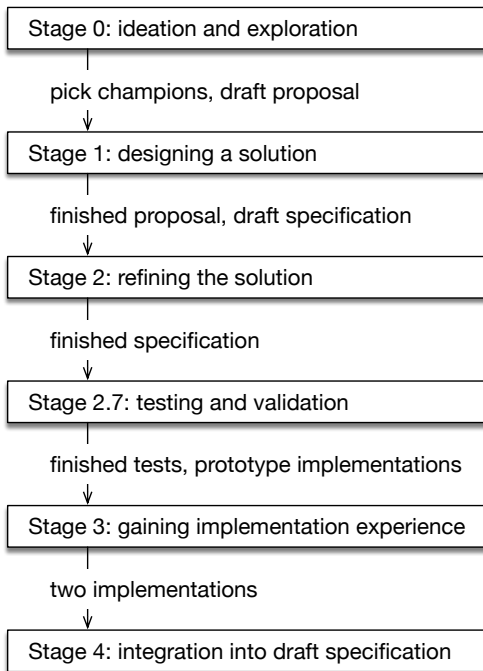 Stage 0: ideation and exploration
pick champions, draft proposal
Stage 1: designing a solution
finished proposal, draft specification
Stage 2: refining the solution
finished specification
Stage 2.7: testing and validation
finished tests, prototype implementations
Stage 3: gaining implementation experience
two implementations
Stage 4: integration into draft specification